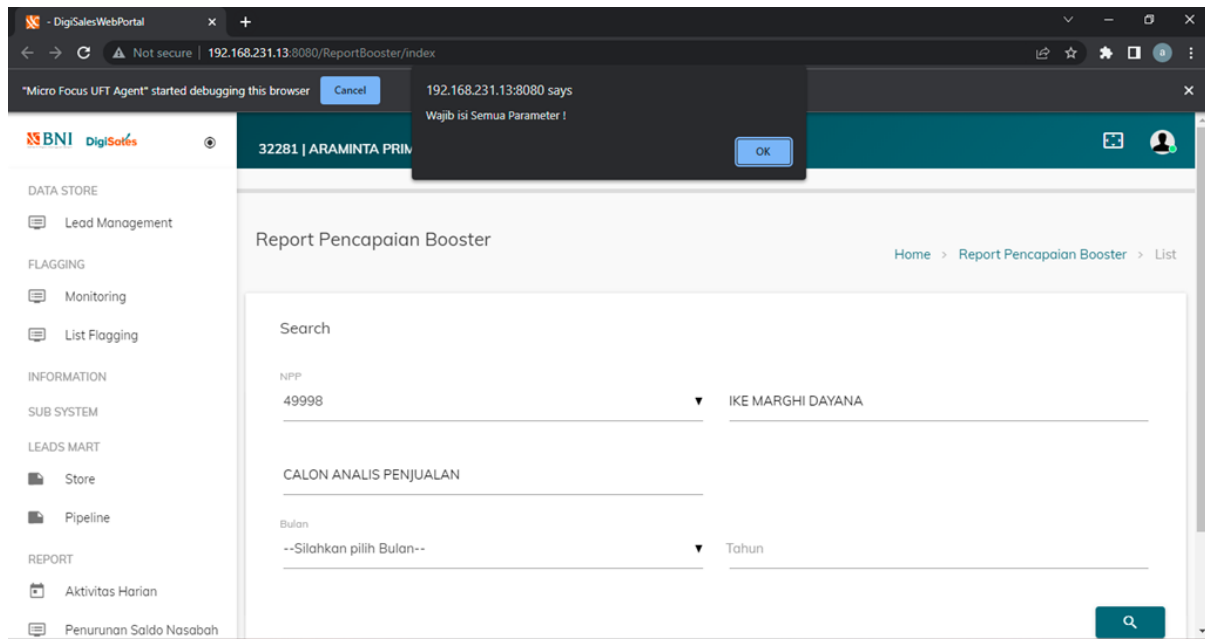 - DigiSalesWebPortal
Not secure | 192.168.231.13:8080/ReportBooster/index
"Micro Focus UFT Agent" started debugging this browser Cancel
192.168.231.13:8080 says
Wajib isi Semua Parameter !
OK
a
BNI DigiSales
32281 | ARAMINTA PRIM
DATA STORE
Lead Management
FLAGGING
Monitoring
List Flagging
INFORMATION
SUB SYSTEM
LEADS MART
Store
Pipeline
REPORT
Aktivitas Harian
Penurunan Saldo Nasabah
Report Pencapaian Booster
Home > Report Pencapaian Booster > List
Search
NPP
49998
IKE MARGHI DAYANA
CALON ANALIS PENJUALAN
Bulan
--Silahkan pilih Bulan--
Tahun